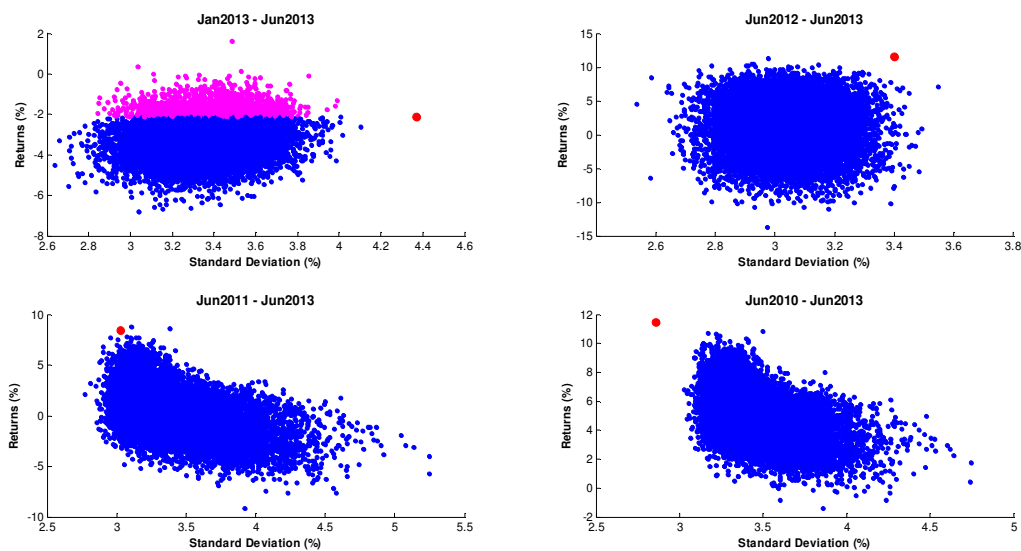 Jan2013 - Jun2013
2
0
-2
-4
-6
-8
2.6 2.8 3 3.2 3.4 3.6 3.8 4 4.2 4.4 4.6
Returns (%)
Standard Deviation (%)
Jun2012 - Jun2013
15
10
5
0
-5
-10
-15
2.6 2.8 3 3.2 3.4 3.6 3.8
Returns (%)
Standard Deviation (%)
Jun2011 - Jun2013
10
5
0
-5
-10
2.5 3 3.5 4 4.5 5 5.5
Returns (%)
Standard Deviation (%)
Jun2010 - Jun2013
12
10
8
6
4
2
0
-2
2.5 3 3.5 4 4.5 5
Returns (%)
Standard Deviation (%)